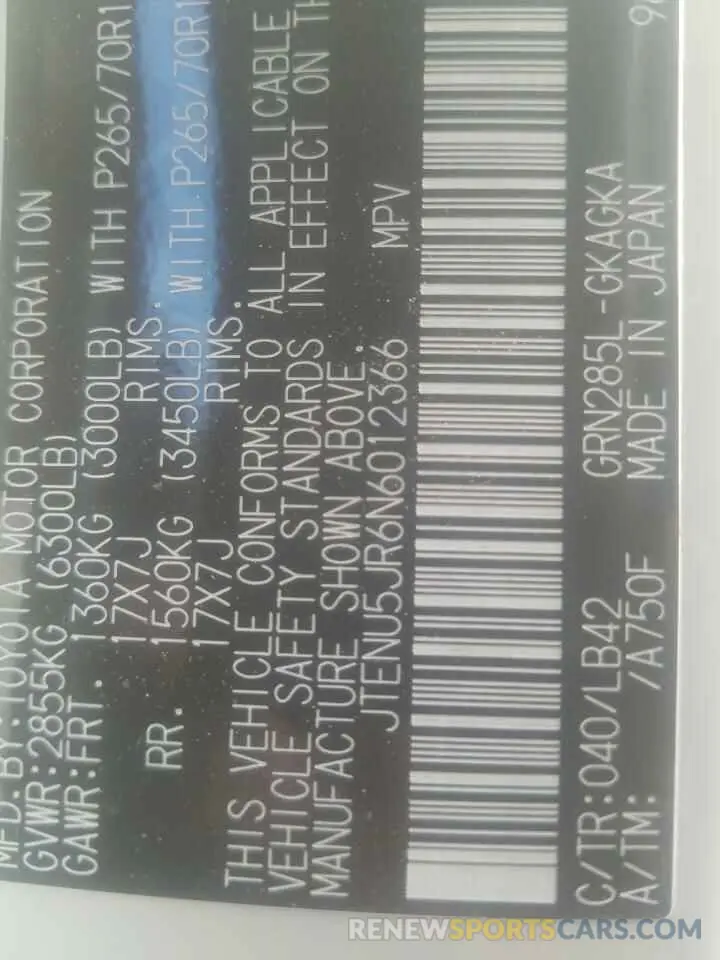 MFD.BY:TOYOTA MOTOR CORPORATION
GVWR:2855KG (6300LB)
GAWR:FRT. 1360KG (3000LB) WITH P265/70R1
17X7J RIMS.
RR. 1560KG (3450LB) WITH P265/70R1
17X7J RIMS.
THIS VEHICLE CONFORMS TO ALL APPLICABLE
VEHICLE SAFETY STANDARDS IN EFFECT ON TH
MANUFACTURE SHOWN ABOVE.
JTENU5JR6N6012366 MPV
C/TR:040/LB42 GRN285L-GKAGKA
A/TM: /A750F MADE IN JAPAN
RENEWSPORTSCARS.COM